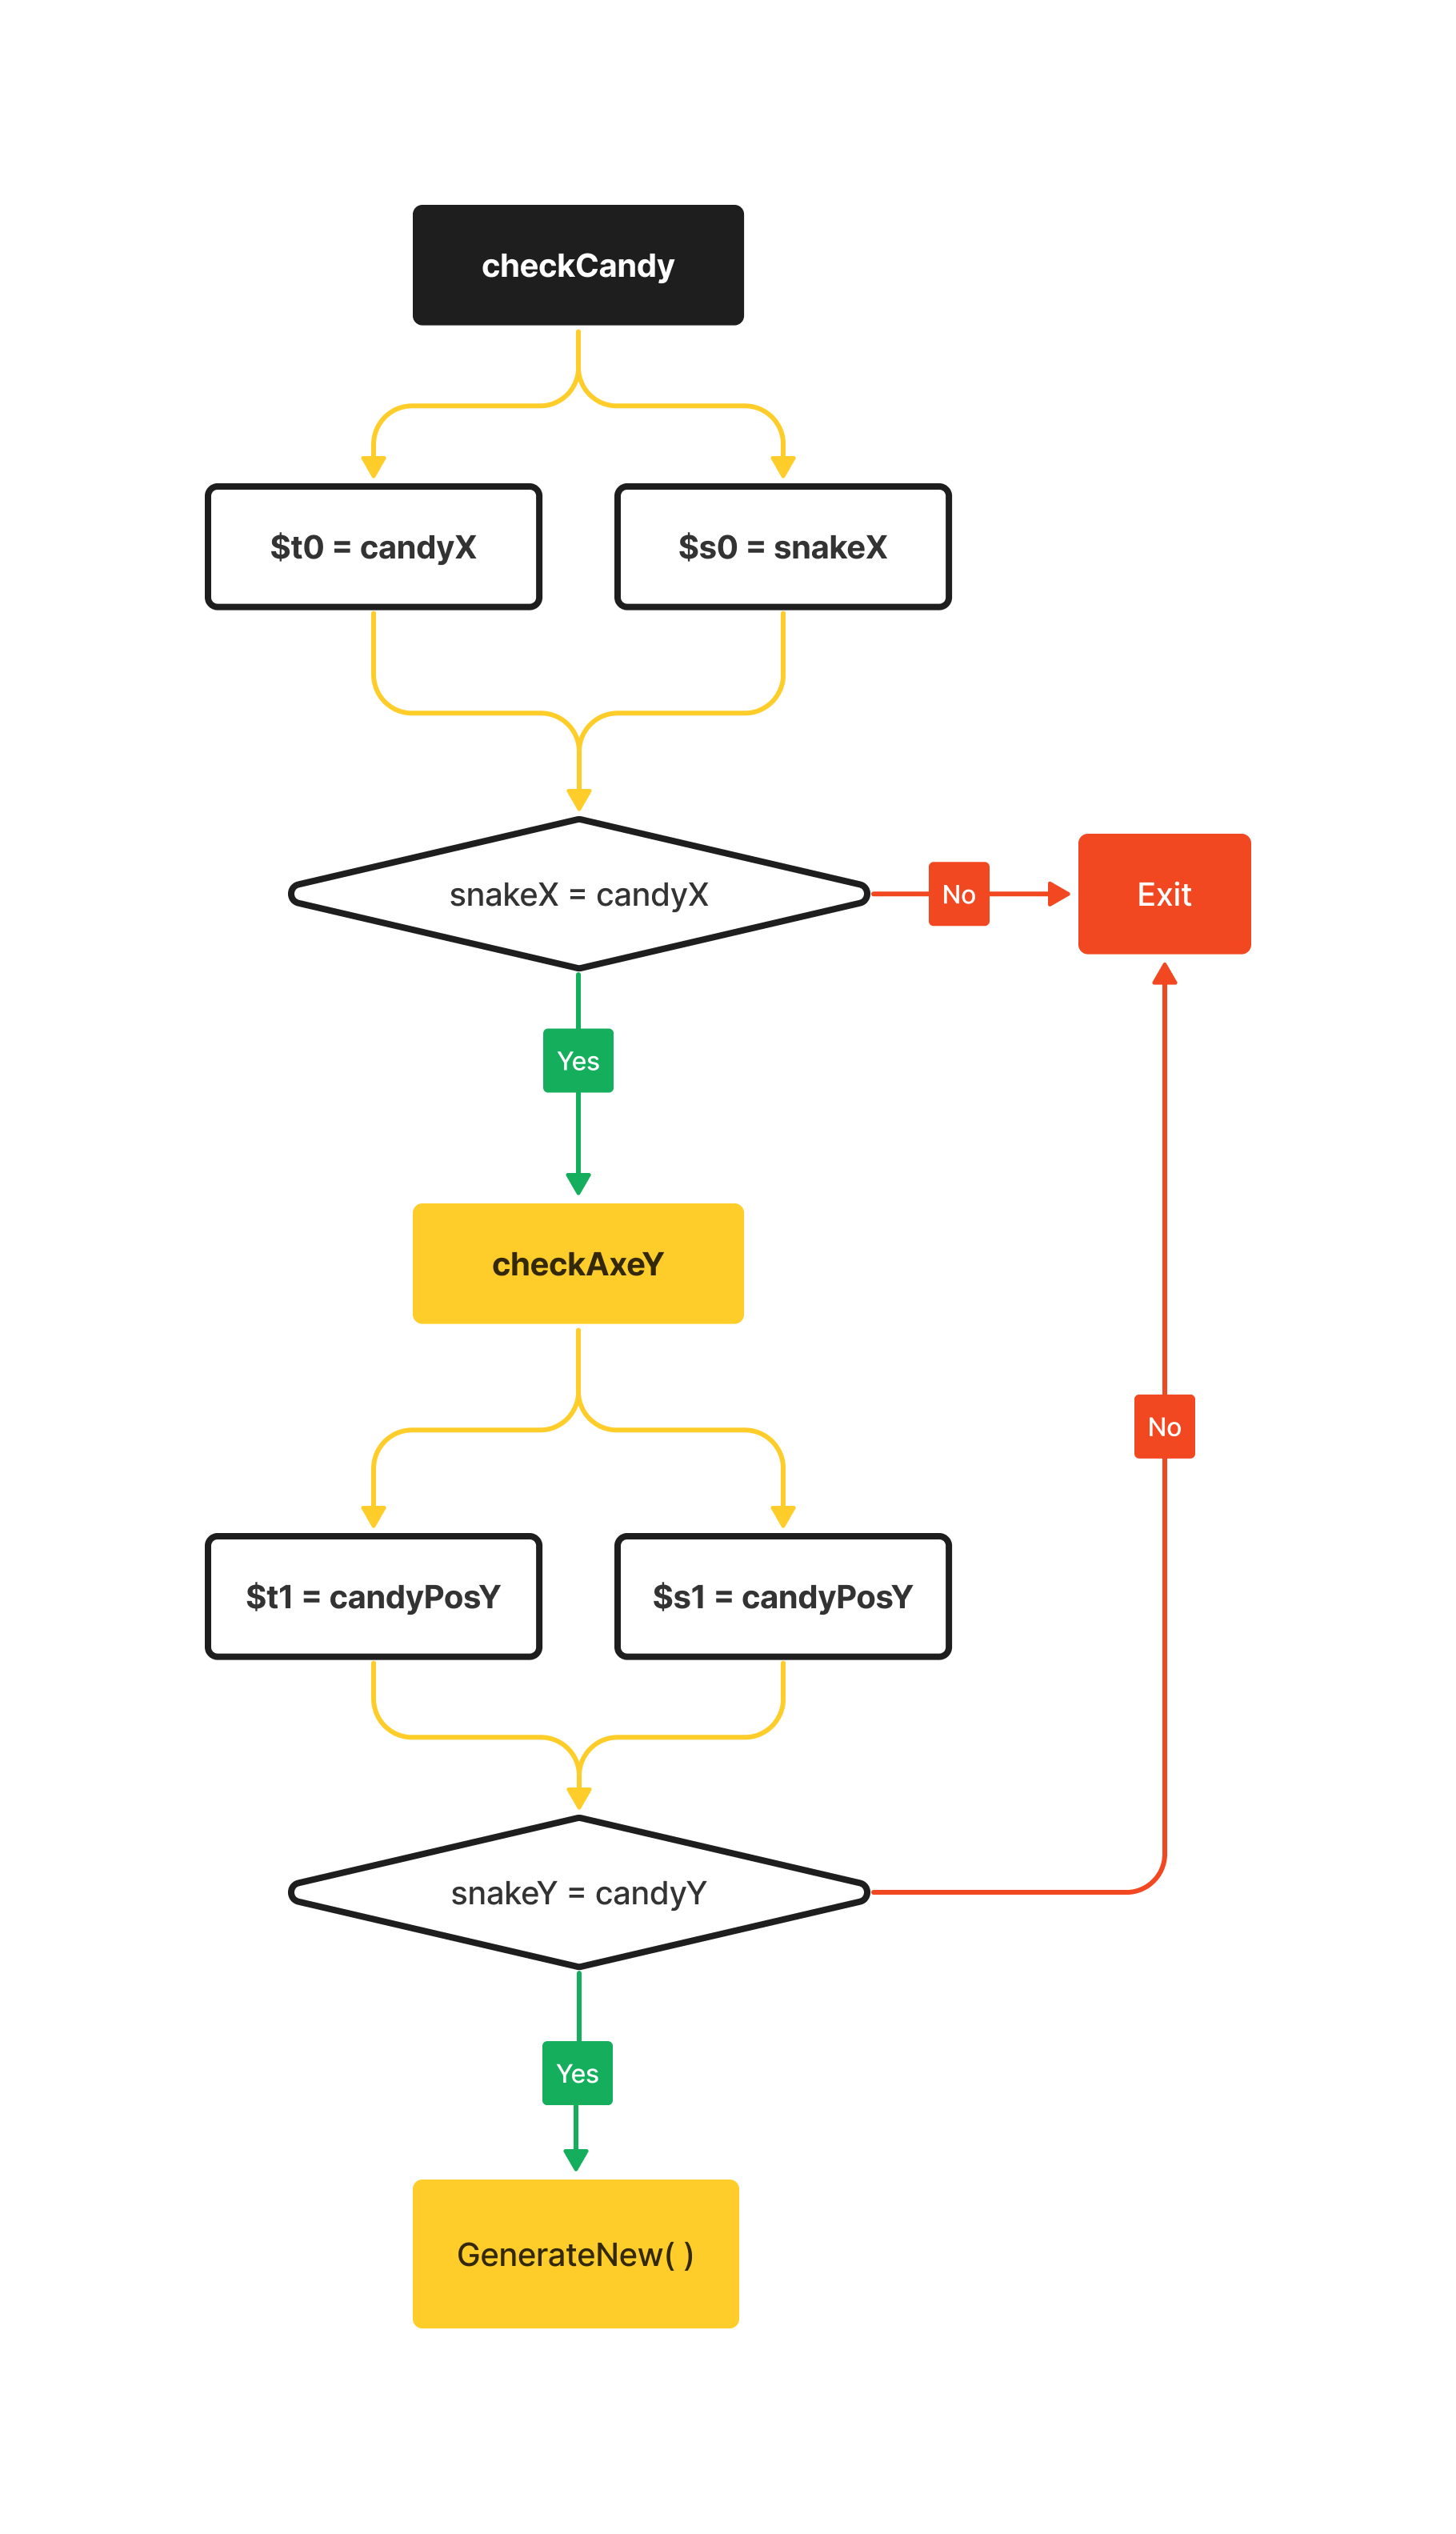 checkCandy
$t0 = candyX
$s0 = snakeX
snakeX = candyX
No
Exit
Yes
checkAxeY
No
$t1 = candyPosY
$s1 = candyPosY
snakeY = candyY
Yes
GenerateNew( )